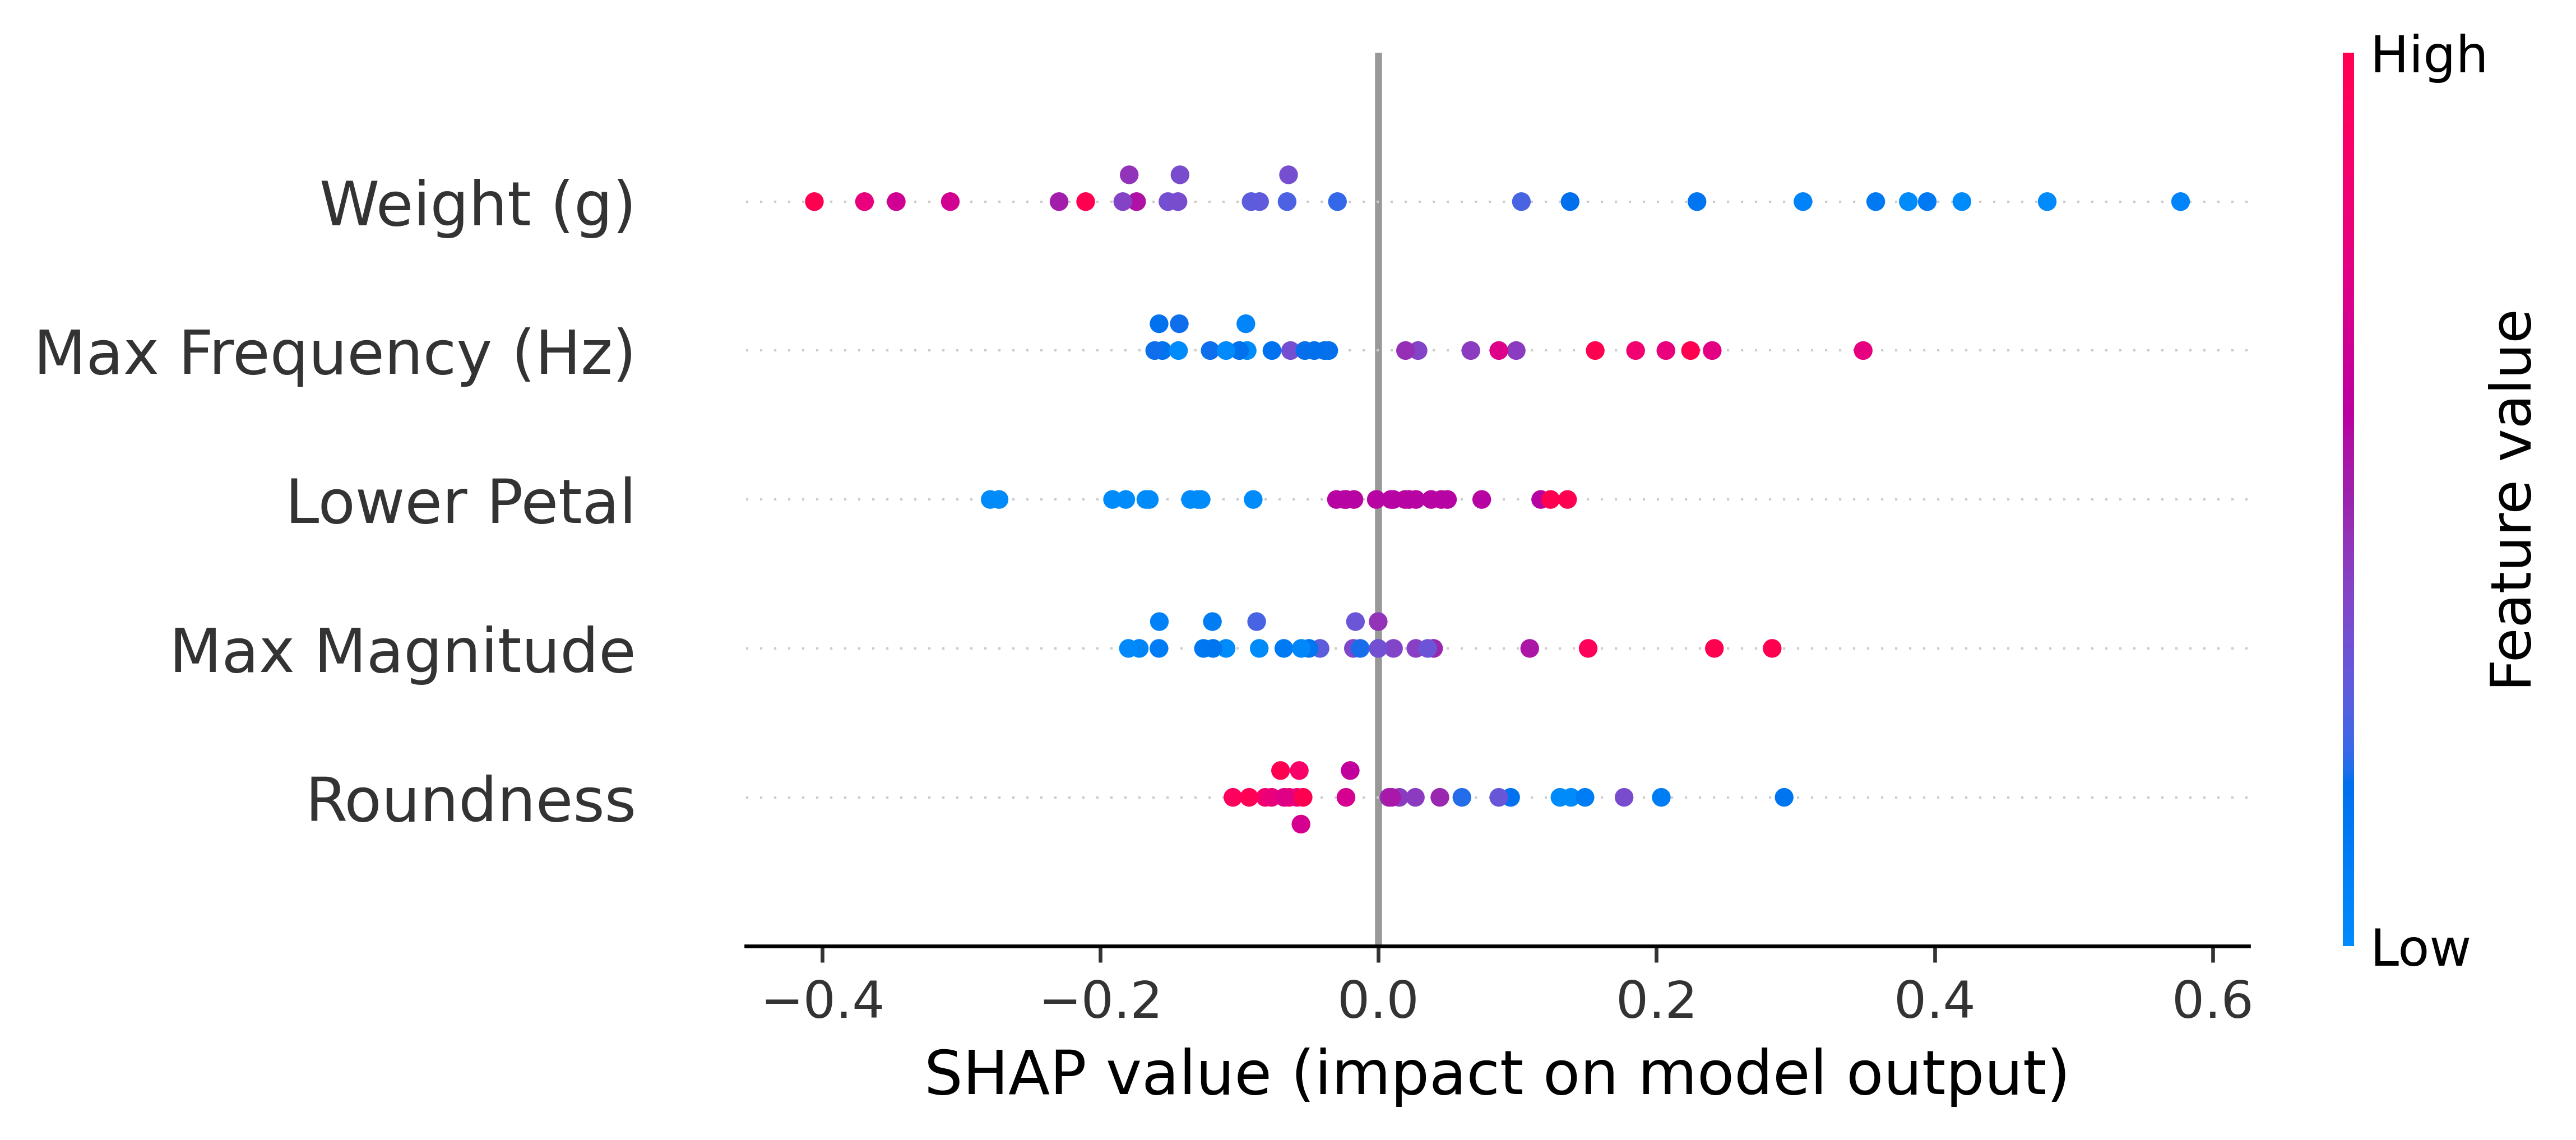 High
Weight (g)
Max Frequency (Hz)
Lower Petal
Max Magnitude
Roundness
Feature value
Low
−0.4 −0.2 0.0 0.2 0.4 0.6
SHAP value (impact on model output)